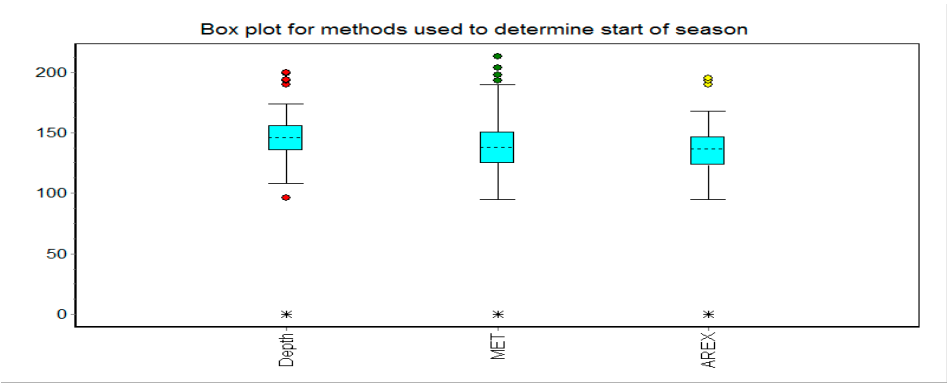 Box plot for methods used to determine start of season
200
150
100
50
0
Depth
MET
AREX